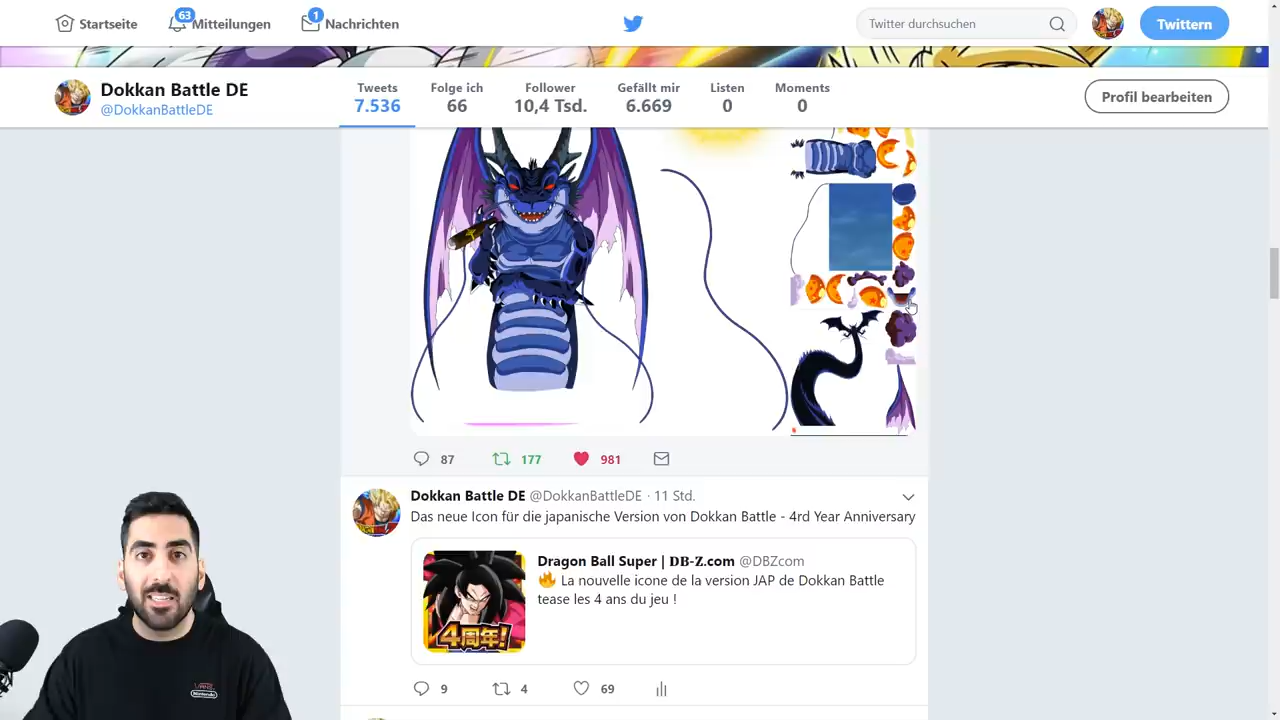 Startseite
63
Mitteilungen
1
Nachrichten
Twitter durchsuchen
Twittern
Dokkan Battle DE
@DokkanBattleDE
Tweets
7.536
Folge ich
66
Follower
10,4 Tsd.
Gefällt mir
6.669
Listen
0
Moments
0
Profil bearbeiten
87
177
981
Dokkan Battle DE @DokkanBattleDE · 11 Std.
Das neue Icon für die japanische Version von Dokkan Battle - 4rd Year Anniversary
Dragon Ball Super | DB-Z.com @DBZcom
🔥 La nouvelle icone de la version JAP de Dokkan Battle
tease les 4 ans du jeu !
4周年!
9
4
69
VANS
Nintendo